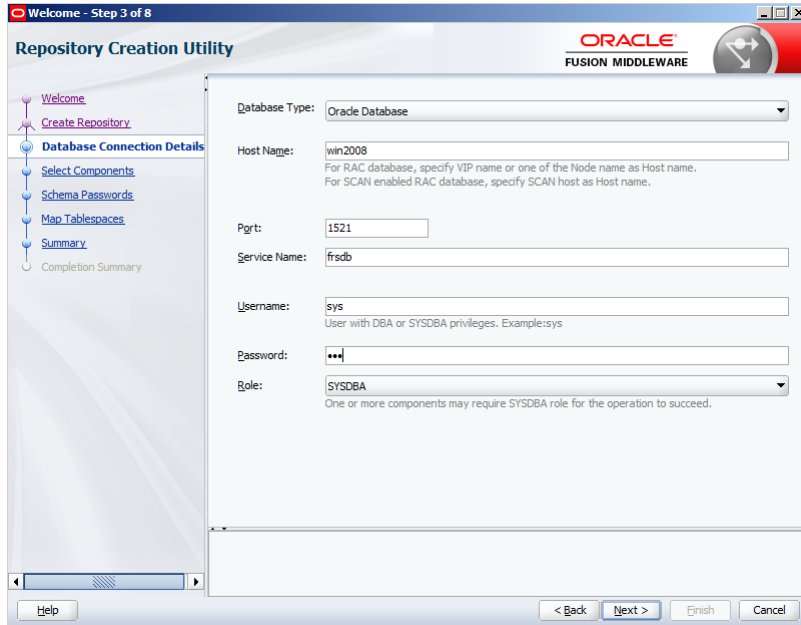 Welcome - Step 3 of 8
Repository Creation Utility
ORACLE
FUSION MIDDLEWARE
Welcome
Create Repository
Database Connection Details
Select Components
Schema Passwords
Map Tablespaces
Summary
Completion Summary
Database Type: Oracle Database
Host Name: win2008
For RAC database, specify VIP name or one of the Node name as Host name.
For SCAN enabled RAC database, specify SCAN host as Host name.
Port: 1521
Service Name: frsdb
Username: sys
User with DBA or SYSDBA privileges. Example:sys
Password: •••
Role: SYSDBA
One or more components may require SYSDBA role for the operation to succeed.
Help < Back Next > Finish Cancel